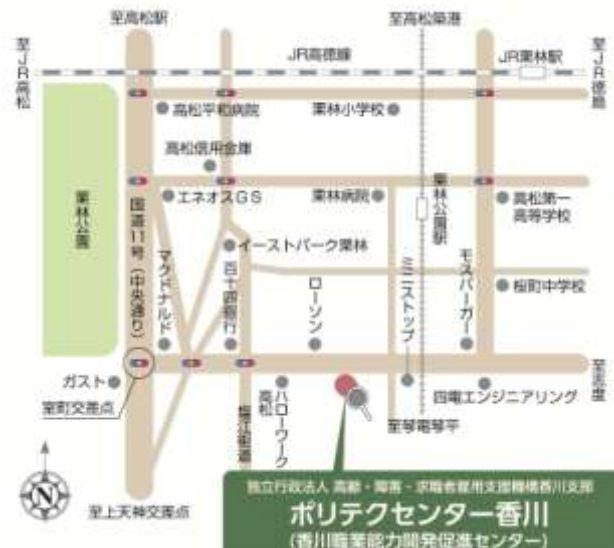 至高松駅
至高松築港
至JR高松
JR高徳線
JR栗林駅
至JR徳島
高松平和病院
栗林小学校
高松信用金庫
栗林公園
エネオスGS
栗林病院
栗林公園駅
高松第一
高等学校
国道11号（中央通り）
イーストパーク栗林
マクドナルド
百十四銀行
ローソン
ミニストップ
モスバーガー
桜町中学校
ガスト
室町交差点
塩江街道
ハローワーク
高松
四電エンジニアリング
至志度
至琴電琴平
N
至上天神交差点
独立行政法人 高齢・障害・求職者雇用支援機構香川支部
ポリテクセンター香川
(香川職業能力開発促進センター)